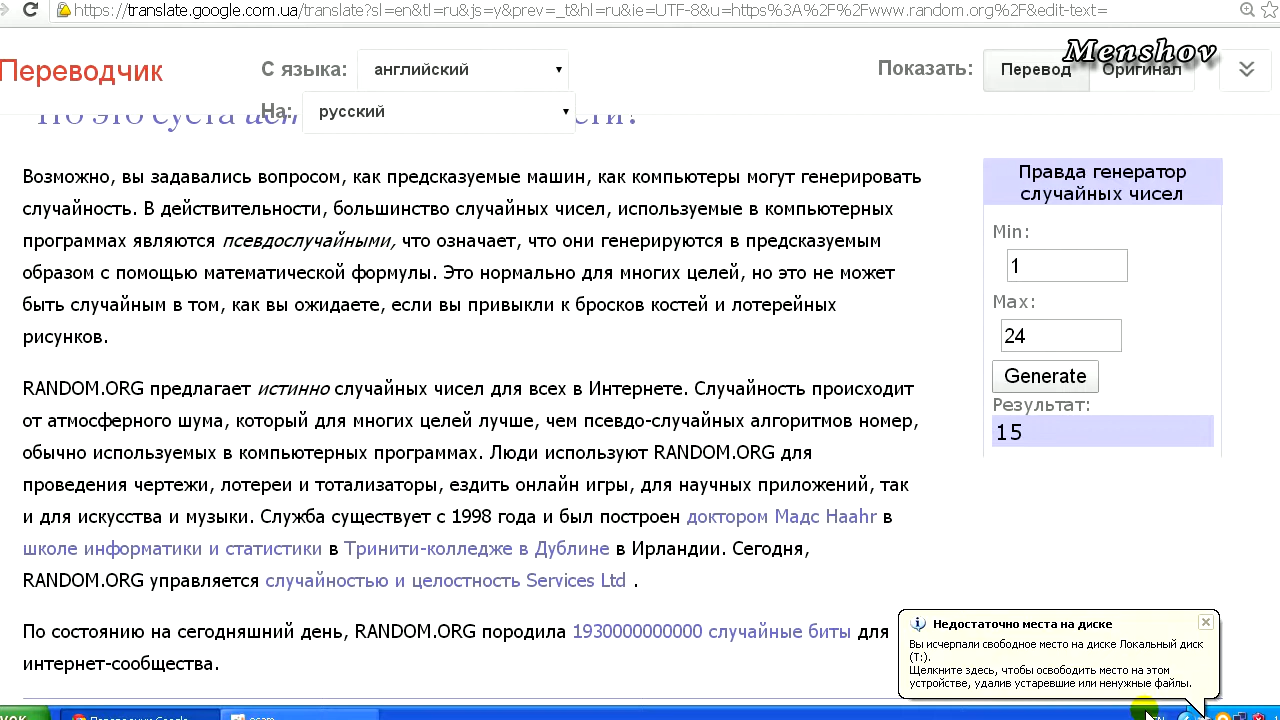 https://translate.google.com.ua/translate?sl=en&tl=ru&js=y&prev=_t&hl=ru&ie=UTF-8&u=https%3A%2F%2Fwww.random.org%2F&edit-text=
Menshov
Переводчик
С языка:
английский
Показать:
Перевод
Оригинал
На:
русский
Возможно, вы задавались вопросом, как предсказуемые машин, как компьютеры могут генерировать
случайность. В действительности, большинство случайных чисел, используемые в компьютерных
программах являются псевдослучайными, что означает, что они генерируются в предсказуемым
образом с помощью математической формулы. Это нормально для многих целей, но это не может
быть случайным в том, как вы ожидаете, если вы привыкли к бросков костей и лотерейных
рисунков.
RANDOM.ORG предлагает истинно случайных чисел для всех в Интернете. Случайность происходит
от атмосферного шума, который для многих целей лучше, чем псевдо-случайных алгоритмов номер,
обычно используемых в компьютерных программах. Люди используют RANDOM.ORG для
проведения чертежи, лотереи и тотализаторы, ездить онлайн игры, для научных приложений, так
и для искусства и музыки. Служба существует с 1998 года и был построен доктором Мадс Haahr в
школе информатики и статистики в Тринити-колледже в Дублине в Ирландии. Сегодня,
RANDOM.ORG управляется случайностью и целостность Services Ltd .
По состоянию на сегодняшний день, RANDOM.ORG породила 1930000000000 случайные биты для
интернет-сообщества.
Правда генератор
случайных чисел
Min:
1
Max:
24
Generate
Результат:
15
Недостаточно места на диске
Вы исчерпали свободное место на диске Локальный диск
(T:).
Щелкните здесь, чтобы освободить место на этом
устройстве, удалив устаревшие или ненужные файлы.